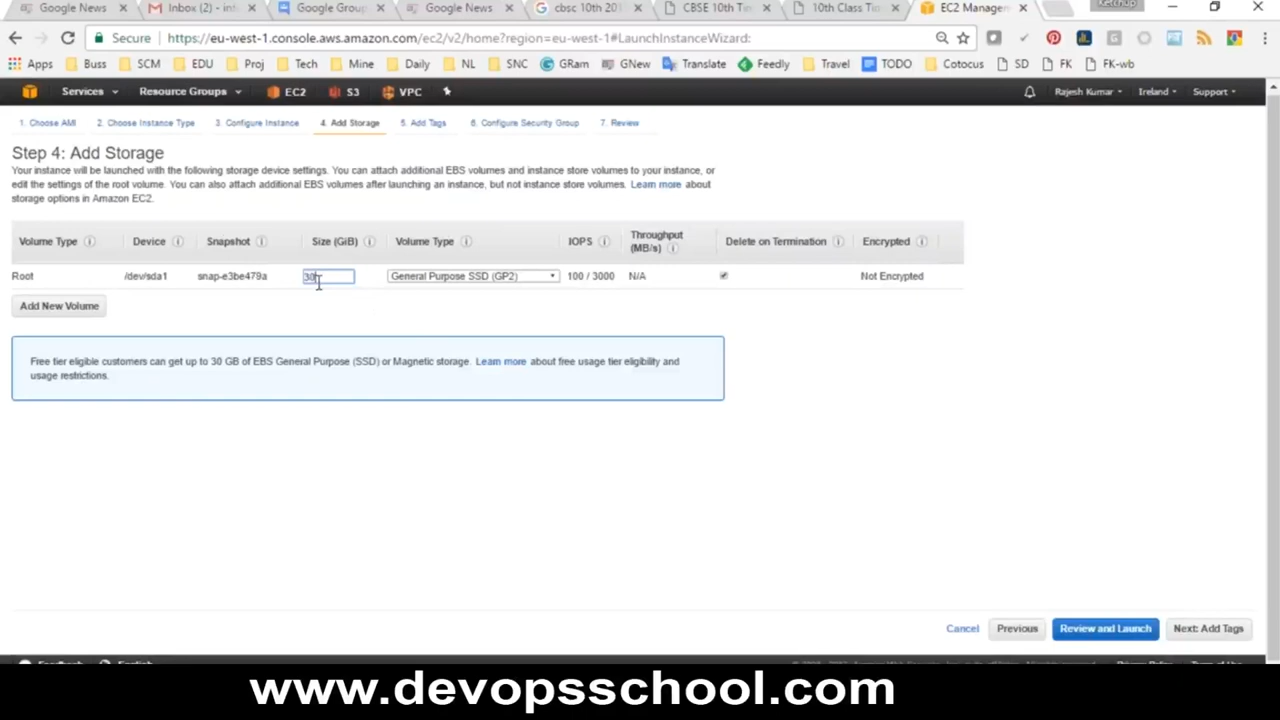 Google News
Inbox (2) - inf
Google Grou
Google News
cbsc 10th 201
CBSE 10th Tim
10th Class Tim
EC2 Manage
Ketchup
Secure
https://eu-west-1.console.aws.amazon.com/ec2/v2/home?region=eu-west-1#LaunchInstanceWizard:
Apps Buss SCM EDU Proj Tech Mine Daily NL SNC GRam GNew Translate Feedly Travel TODO Cotocus SD FK FK-wb
Services Resource Groups EC2 S3 VPC Rajesh Kumar Ireland Support
1. Choose AMI 2. Choose Instance Type 3. Configure Instance 4. Add Storage 5. Add Tags 6. Configure Security Group 7. Review
Step 4: Add Storage
Your instance will be launched with the following storage device settings. You can attach additional EBS volumes and instance store volumes to your instance, or
edit the settings of the root volume. You can also attach additional EBS volumes after launching an instance, but not instance store volumes. Learn more about
storage options in Amazon EC2.
Volume Type Device Snapshot Size (GiB) Volume Type IOPS Throughput (MB/s) Delete on Termination Encrypted
Root /dev/sda1 snap-e3be479a 30 General Purpose SSD (GP2) 100 / 3000 N/A Not Encrypted
Add New Volume
Free tier eligible customers can get up to 30 GB of EBS General Purpose (SSD) or Magnetic storage. Learn more about free usage tier eligibility and
usage restrictions.
Cancel Previous Review and Launch Next: Add Tags
Feedback English
www.devopsschool.com